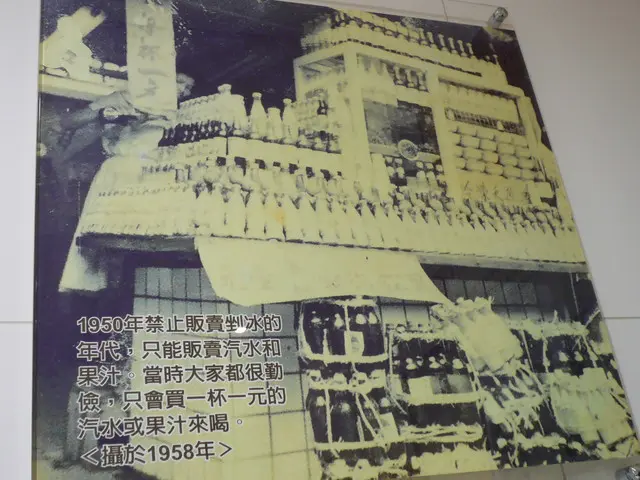 1950年禁止販賣剉冰的
年代，只能販賣汽水和
果汁。當時大家都很勤
儉，只會買一杯一元的
汽水或果汁來喝。
＜攝於1958年＞